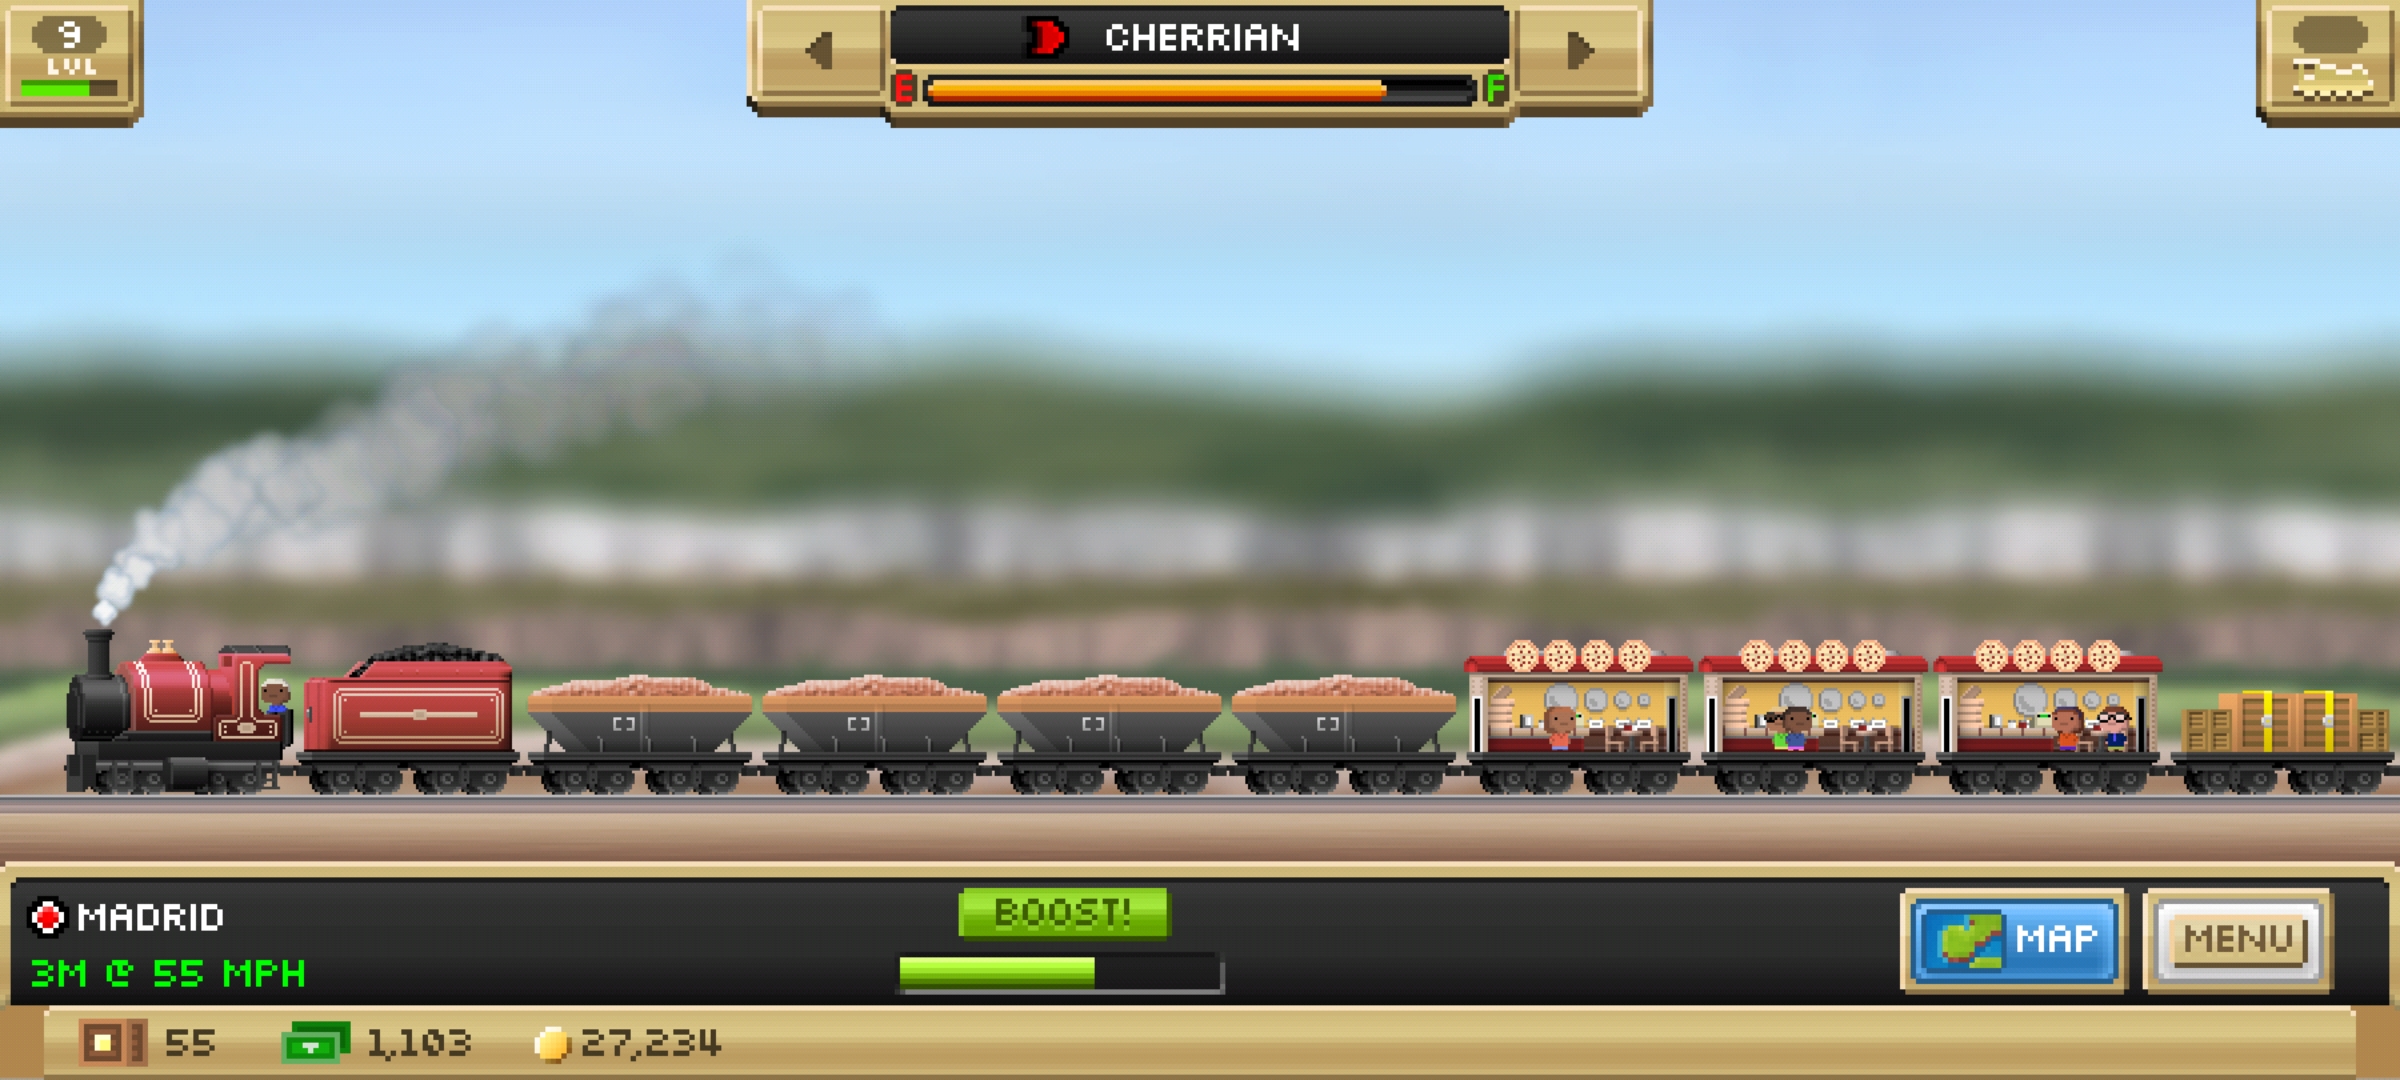 9
LVL
CHERRIAN
E F
MADRID
3M @ 55 MPH
BOOST!
MAP
MENU
55 1,103 27,234